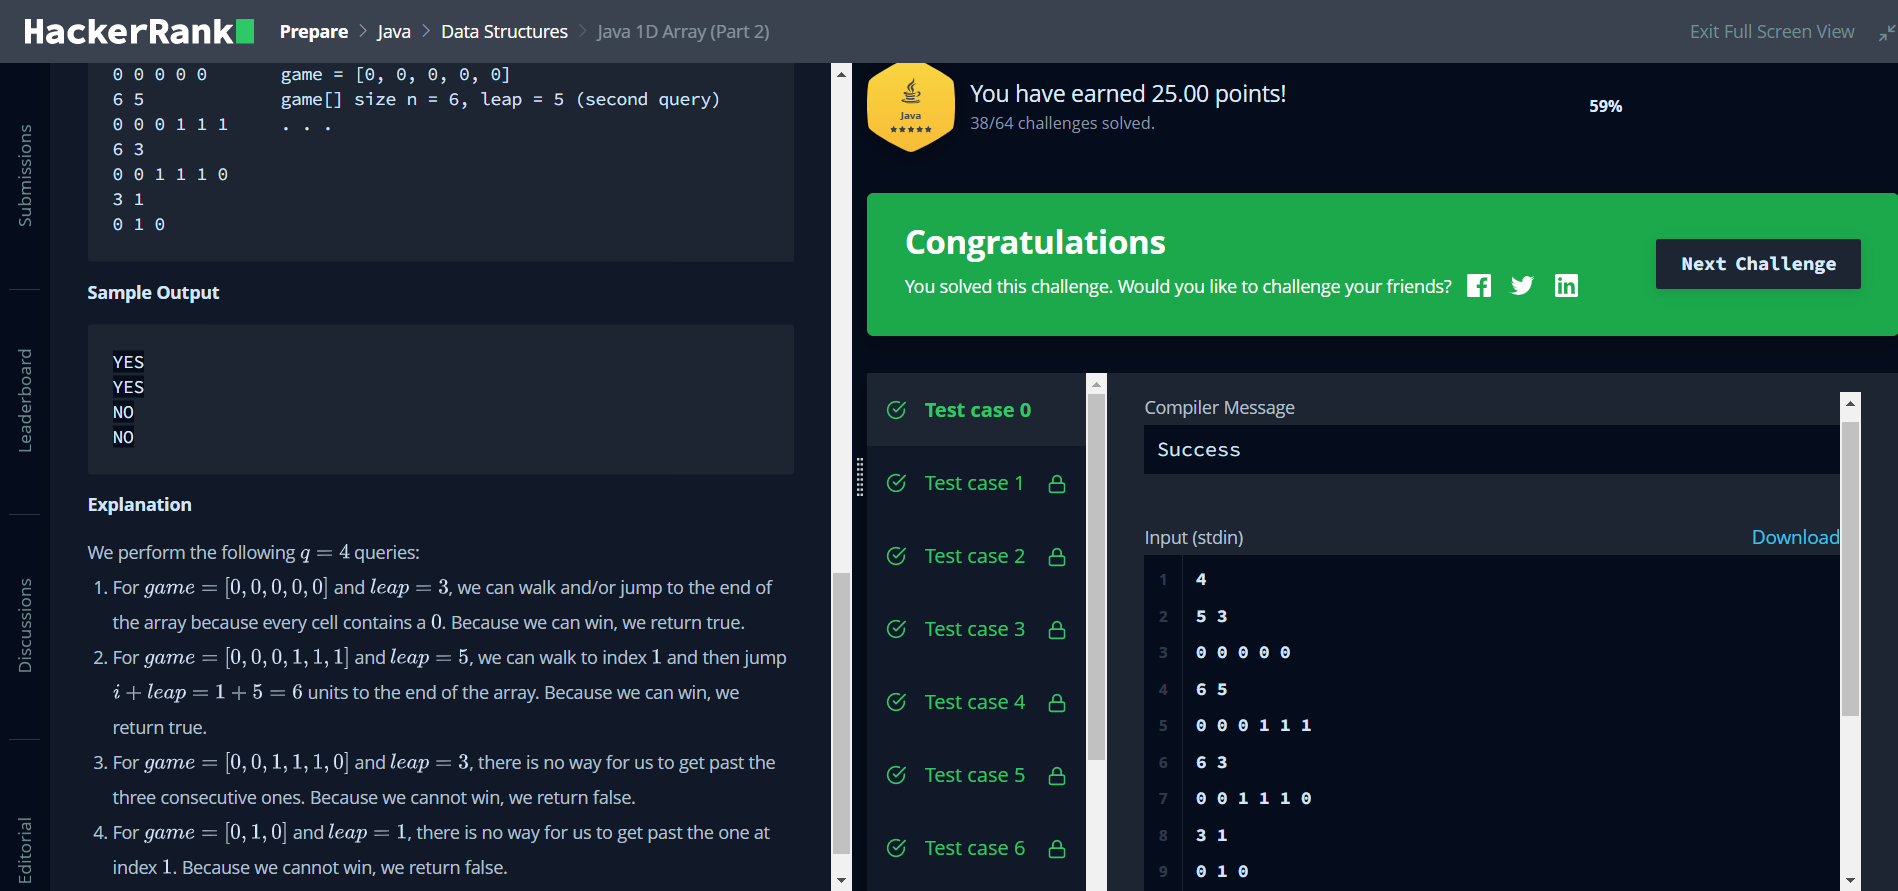 HackerRank
Prepare > Java > Data Structures > Java 1D Array (Part 2)
Exit Full Screen View
Submissions
Leaderboard
Discussions
Editorial
0 0 0 0 0 game = [0, 0, 0, 0, 0]
6 5 game[] size n = 6, leap = 5 (second query)
0 0 0 1 1 1 . . .
6 3
0 0 1 1 1 0
3 1
0 1 0
Sample Output
YES
YES
NO
NO
Explanation
We perform the following q = 4 queries:
1. For game = [0, 0, 0, 0, 0] and leap = 3, we can walk and/or jump to the end of
the array because every cell contains a 0. Because we can win, we return true.
2. For game = [0, 0, 0, 1, 1, 1] and leap = 5, we can walk to index 1 and then jump
i + leap = 1 + 5 = 6 units to the end of the array. Because we can win, we
return true.
3. For game = [0, 0, 1, 1, 1, 0] and leap = 3, there is no way for us to get past the
three consecutive ones. Because we cannot win, we return false.
4. For game = [0, 1, 0] and leap = 1, there is no way for us to get past the one at
index 1. Because we cannot win, we return false.
Java
You have earned 25.00 points!
38/64 challenges solved.
59%
Congratulations
You solved this challenge. Would you like to challenge your friends?
Next Challenge
Test case 0
Test case 1
Test case 2
Test case 3
Test case 4
Test case 5
Test case 6
Compiler Message
Success
Input (stdin)
Download
1 4
2 5 3
3 0 0 0 0 0
4 6 5
5 0 0 0 1 1 1
6 6 3
7 0 0 1 1 1 0
8 3 1
9 0 1 0